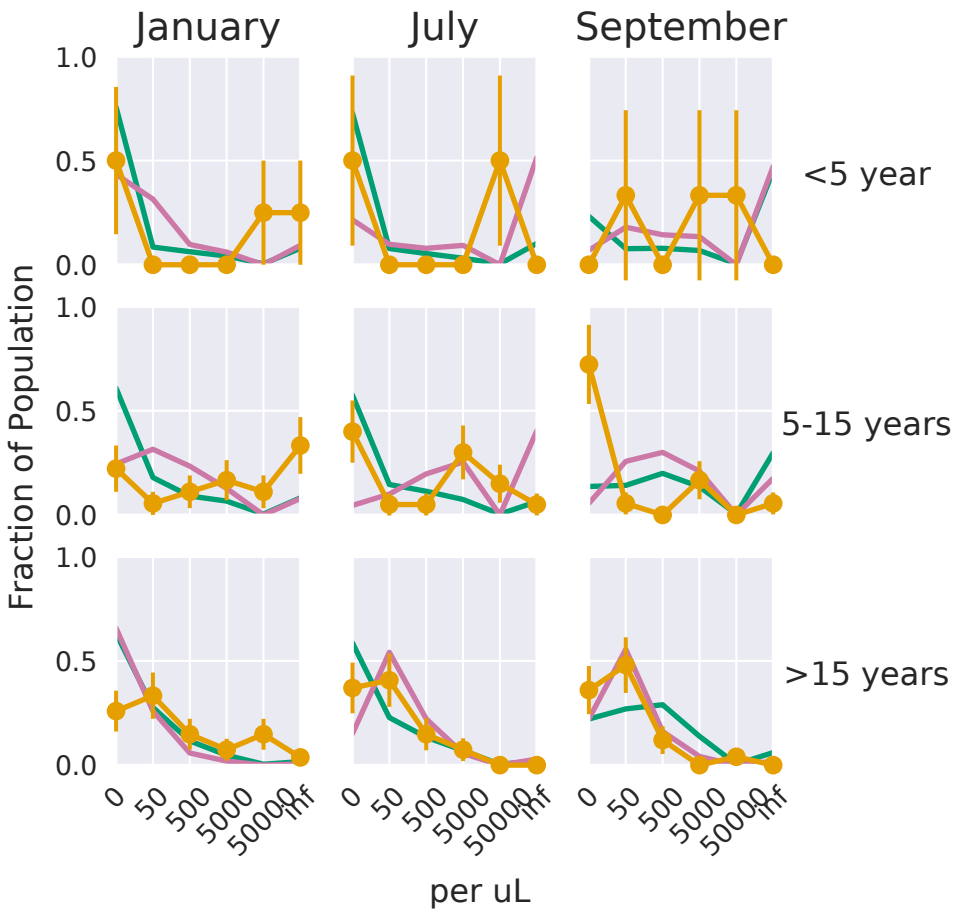 January July September
1.0
0.5
0.0
<5 year
1.0
0.5
0.0
5-15 years
1.0
0.5
0.0
>15 years
Fraction of Population
0 50 500 5000 50000 inf
0 50 500 5000 50000 inf
0 50 500 5000 50000 inf
per uL